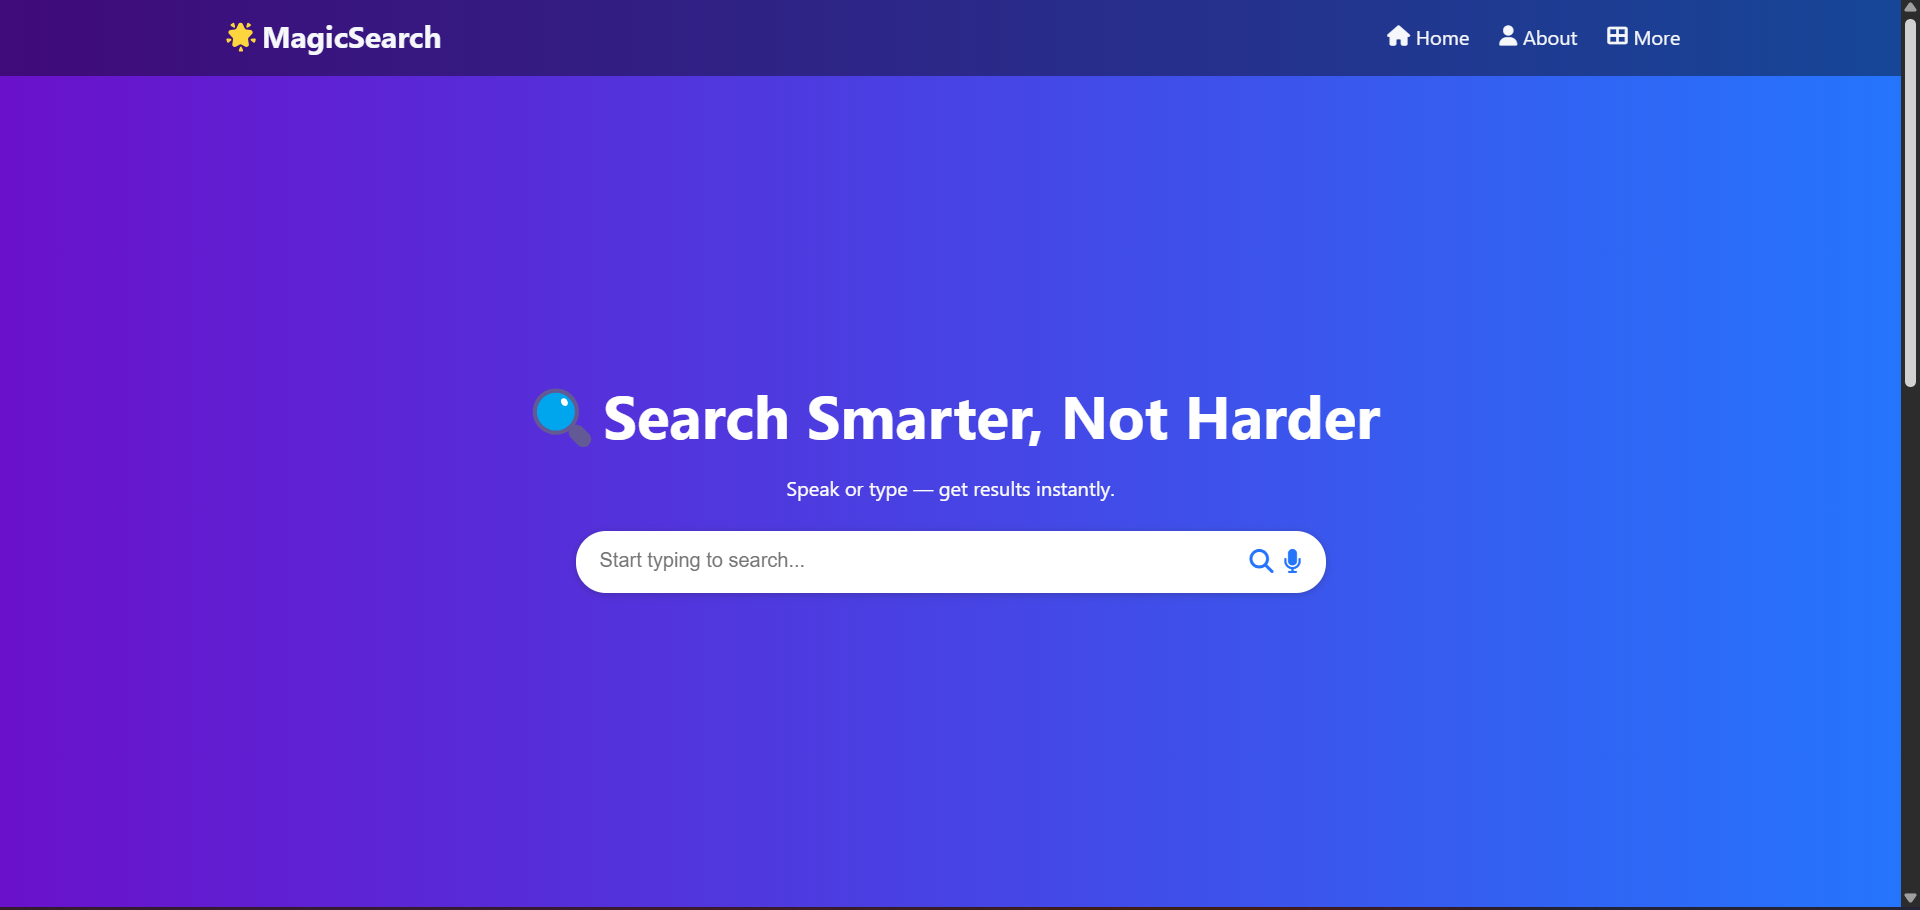 MagicSearch
Home About More
Search Smarter, Not Harder
Speak or type — get results instantly.
Start typing to search...